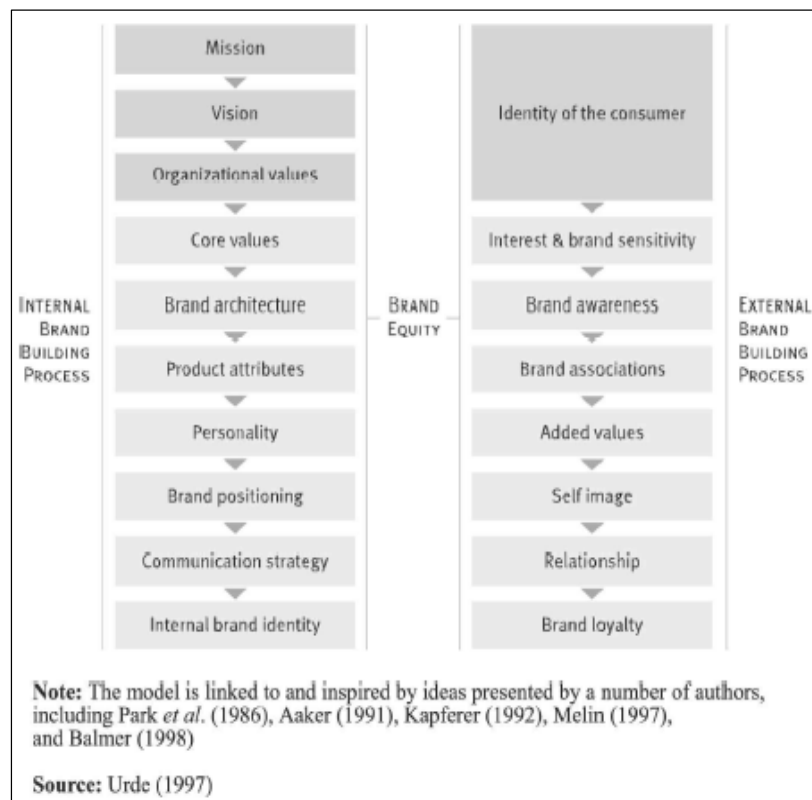 Mission
Vision
Organizational values
Core values
Brand architecture
Product attributes
Personality
Brand positioning
Communication strategy
Internal brand identity
INTERNAL
BRAND
BUILDING
PROCESS
BRAND
EQUITY
Identity of the consumer
Interest & brand sensitivity
Brand awareness
Brand associations
Added values
Self image
Relationship
Brand loyalty
EXTERNAL
BRAND
BUILDING
PROCESS
Note: The model is linked to and inspired by ideas presented by a number of authors,
including Park et al. (1986), Aaker (1991), Kapferer (1992), Melin (1997),
and Balmer (1998)
Source: Urde (1997)